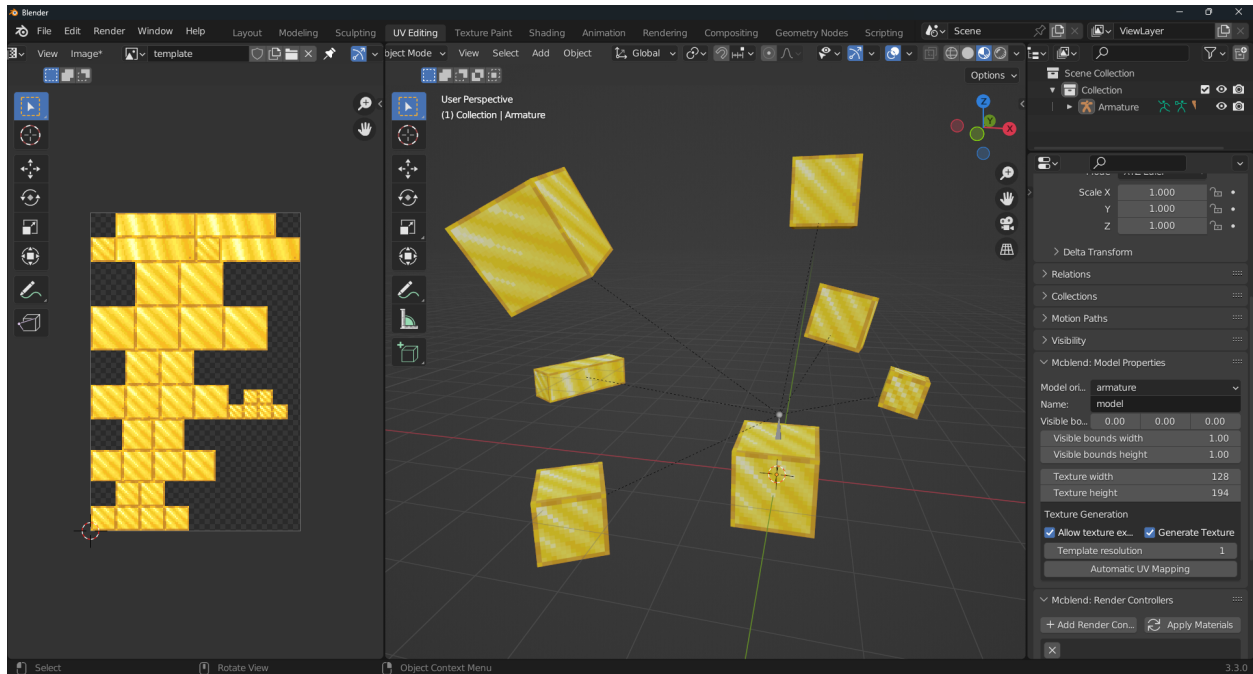 Blender
File Edit Render Window Help Layout Modeling Sculpting UV Editing Texture Paint Shading Animation Rendering Compositing Geometry Nodes Scripting Scene ViewLayer
View Image* template
bject Mode View Select Add Object Global
Options
User Perspective
(1) Collection | Armature
Z
Y
X
Scene Collection
Collection
Armature
Scale X 1.000
Y 1.000
Z 1.000
Delta Transform
Relations
Collections
Motion Paths
Visibility
Mcblend: Model Properties
Model ori... armature
Name: model
Visible bo... 0.00 0.00 0.00
Visible bounds width 1.00
Visible bounds height 1.00
Texture width 128
Texture height 194
Texture Generation
Allow texture ex... Generate Texture
Template resolution 1
Automatic UV Mapping
Mcblend: Render Controllers
Add Render Con... Apply Materials
Select Rotate View Object Context Menu 3.3.0